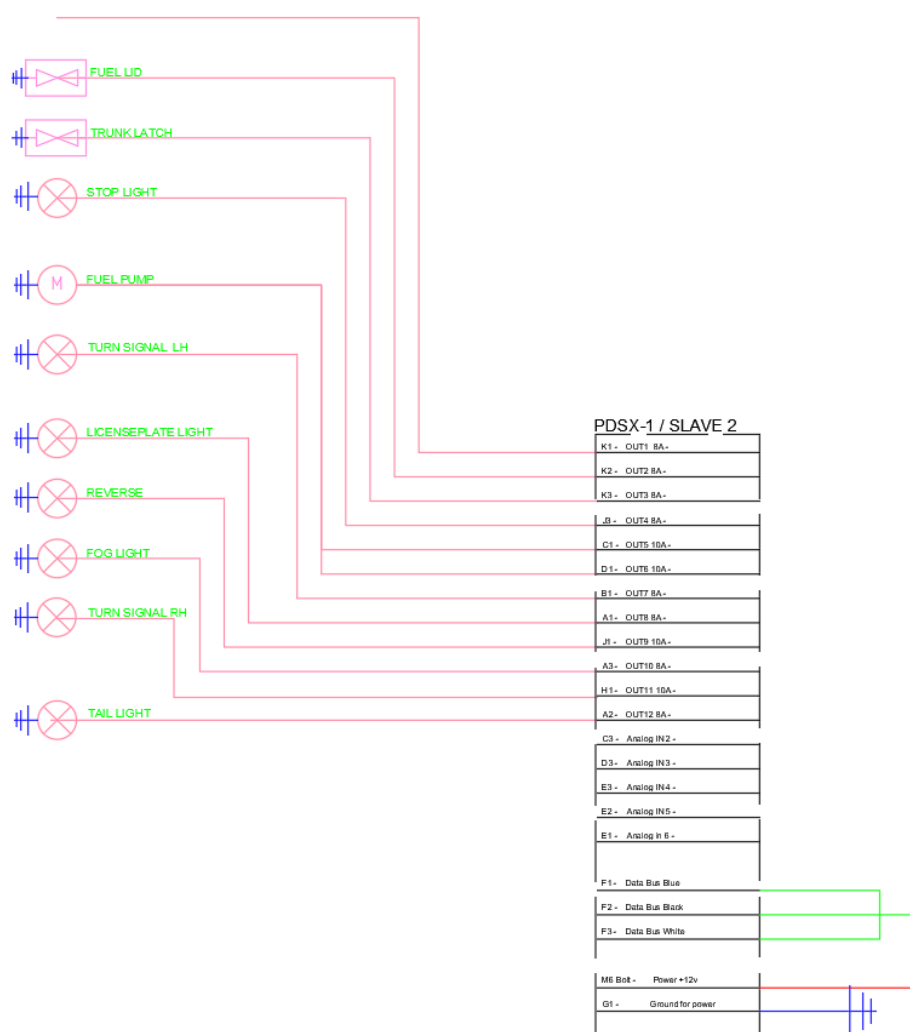 FUEL LID
TRUNK LATCH
STOP LIGHT
M
FUEL PUMP
TURN SIGNAL LH
LICENSEPLATE LIGHT
REVERSE
FOG LIGHT
TURN SIGNAL RH
TAIL LIGHT
PDSX-1 / SLAVE 2
K1 - OUT1 8A-
K2 - OUT2 8A-
K3 - OUT3 8A-
J3 - OUT4 8A-
C1 - OUT5 10A-
D1 - OUT6 10A-
B1 - OUT7 8A-
A1 - OUT8 8A-
J1 - OUT9 10A-
A3 - OUT10 8A-
H1 - OUT11 10A-
A2 - OUT12 8A-
C3 - Analog IN2 -
D3 - Analog IN3 -
E3 - Analog IN4 -
E2 - Analog IN5 -
E1 - Analog in 6 -
F1 - Data Bus Blue
F2 - Data Bus Black
F3 - Data Bus White
M6 Bolt - Power +12v
G1 - Ground for power